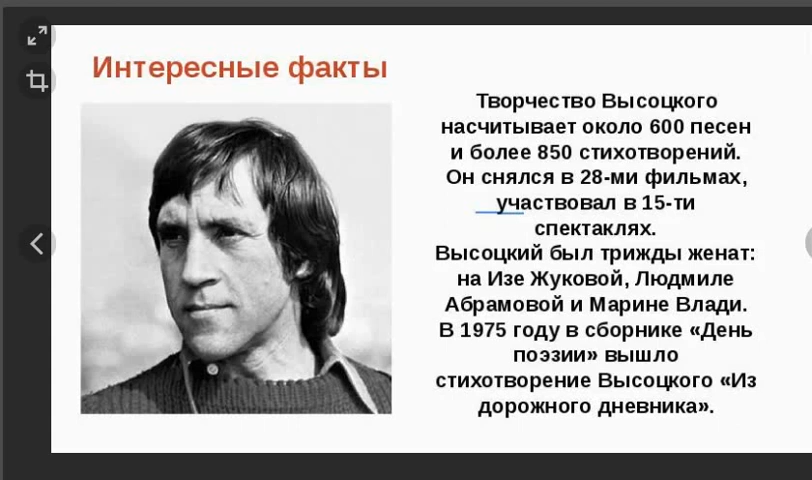 Интересные факты
Творчество Высоцкого
насчитывает около 600 песен
и более 850 стихотворений.
Он снялся в 28-ми фильмах,
участвовал в 15-ти
спектаклях.
Высоцкий был трижды женат:
на Изе Жуковой, Людмиле
Абрамовой и Марине Влади.
В 1975 году в сборнике «День
поэзии» вышло
стихотворение Высоцкого «Из
дорожного дневника».